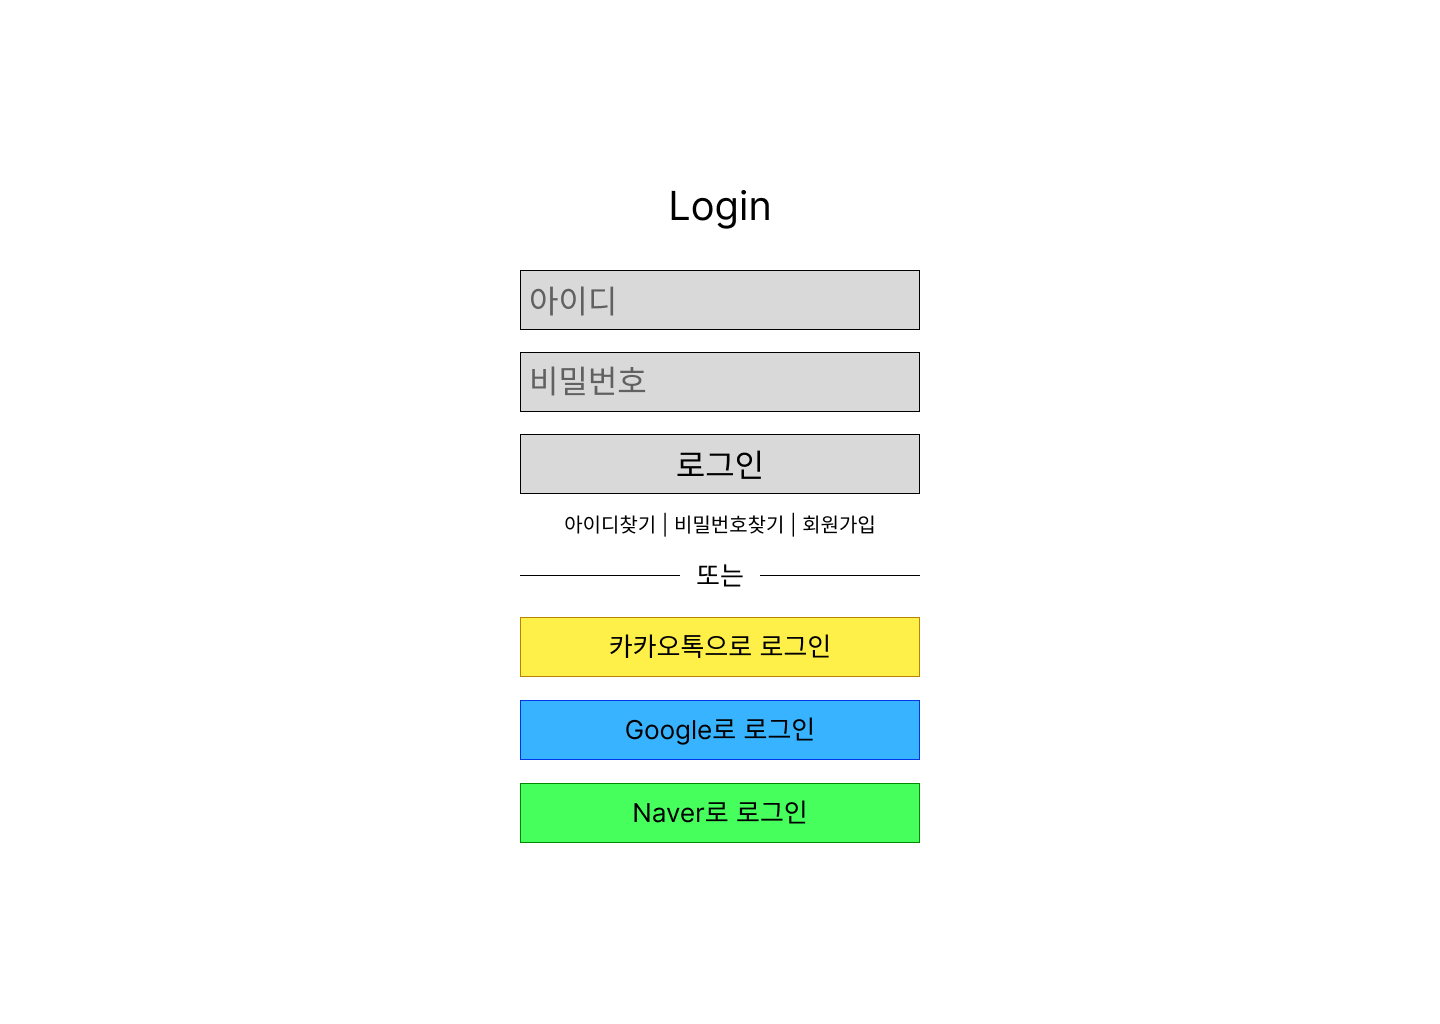 Login
아이디
비밀번호
로그인
아이디찾기 | 비밀번호찾기 | 회원가입
또는
카카오톡으로 로그인
Google로 로그인
Naver로 로그인